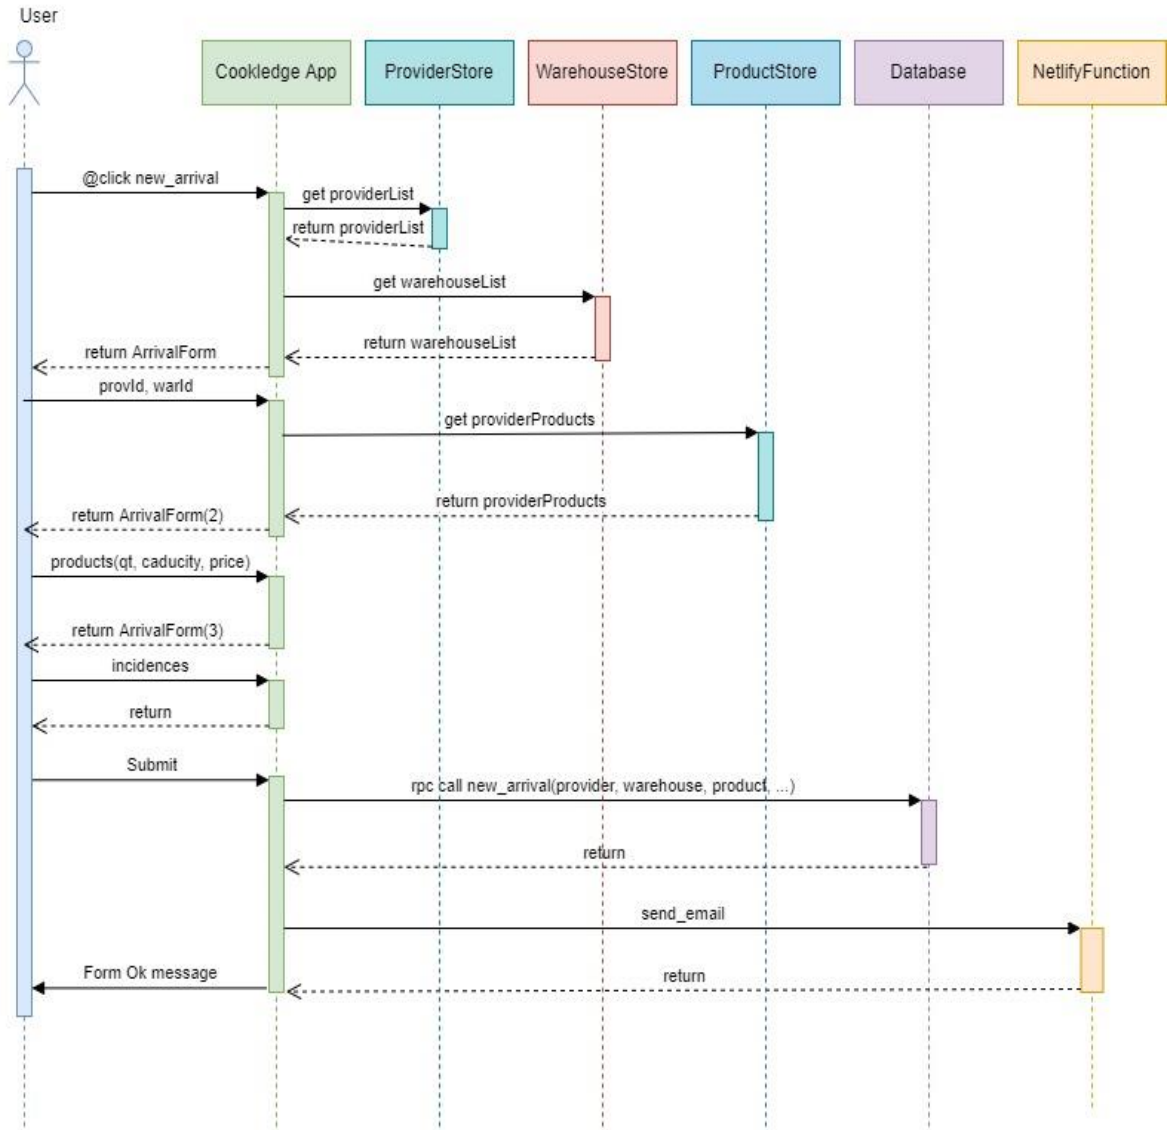 User
Cookledge App
ProviderStore
WarehouseStore
ProductStore
Database
NetlifyFunction
@click new_arrival
get providerList
return providerList
get warehouseList
return warehouseList
return ArrivalForm
provId, warId
get providerProducts
return providerProducts
return ArrivalForm(2)
products(qt, caducity, price)
return ArrivalForm(3)
incidences
return
Submit
rpc call new_arrival(provider, warehouse, product, ...)
return
send_email
Form Ok message
return